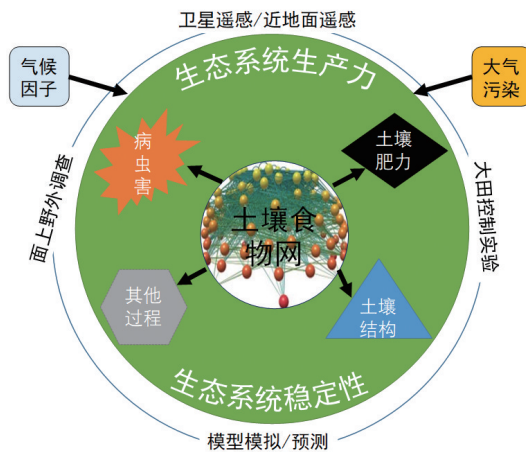 卫星遥感/近地面遥感
气候
因子
大气
污染
生态系统生产力
病
虫
害
土壤
肥力
面上野外调查
大田控制实验
土壤食
物网
其他
过程
土壤
结构
生态系统稳定性
模型模拟/预测